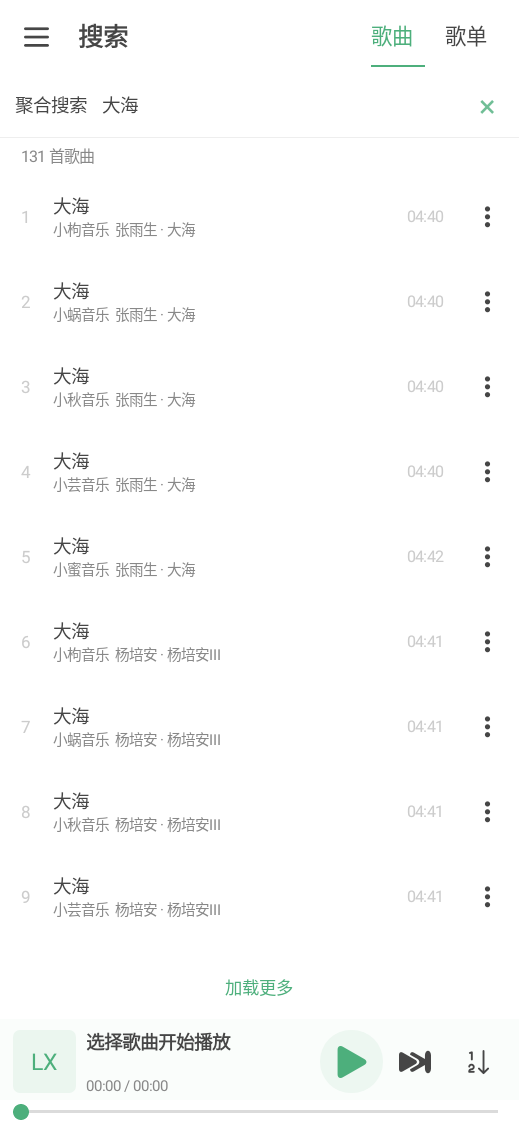 搜索 歌曲 歌单
聚合搜索 大海
131 首歌曲
1 大海 04:40
小枸音乐 张雨生 · 大海
2 大海 04:40
小蜗音乐 张雨生 · 大海
3 大海 04:40
小秋音乐 张雨生 · 大海
4 大海 04:40
小芸音乐 张雨生 · 大海
5 大海 04:42
小蜜音乐 张雨生 · 大海
6 大海 04:41
小枸音乐 杨培安 · 杨培安III
7 大海 04:41
小蜗音乐 杨培安 · 杨培安III
8 大海 04:41
小秋音乐 杨培安 · 杨培安III
9 大海 04:41
小芸音乐 杨培安 · 杨培安III
加载更多
LX 选择歌曲开始播放
00:00 / 00:00